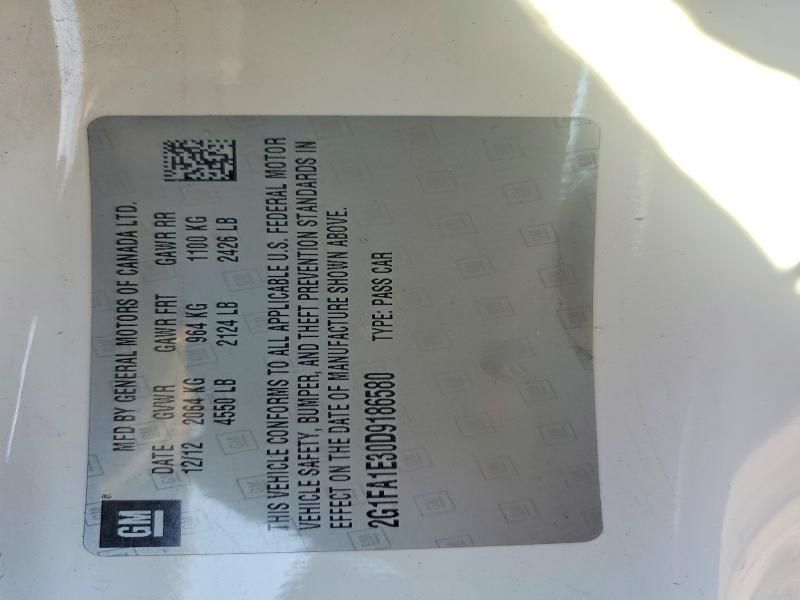 GM
MFD BY GENERAL MOTORS OF CANADA LTD.
DATE GVWR GAWR FRT GAWR RR
12/12 2064 KG 964 KG 1100 KG
4550 LB 2124 LB 2426 LB
THIS VEHICLE CONFORMS TO ALL APPLICABLE U.S. FEDERAL MOTOR
VEHICLE SAFETY, BUMPER, AND THEFT PREVENTION STANDARDS IN
EFFECT ON THE DATE OF MANUFACTURE SHOWN ABOVE.
2G1FA1E30D9186580 TYPE: PASS CAR